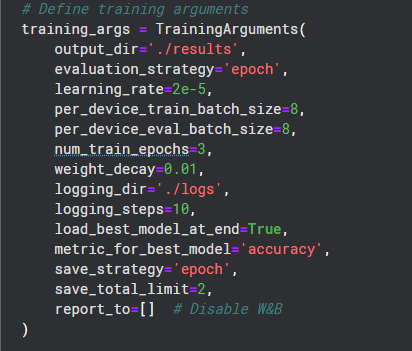 # Define training arguments
training_args = TrainingArguments(
    output_dir='./results',
    evaluation_strategy='epoch',
    learning_rate=2e-5,
    per_device_train_batch_size=8,
    per_device_eval_batch_size=8,
    num_train_epochs=3,
    weight_decay=0.01,
    logging_dir='./logs',
    logging_steps=10,
    load_best_model_at_end=True,
    metric_for_best_model='accuracy',
    save_strategy='epoch',
    save_total_limit=2,
    report_to=[]  # Disable W&B
)